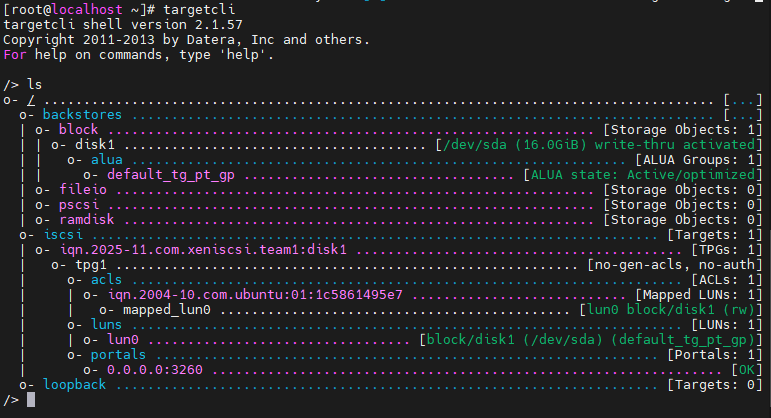 [root@localhost ~]# targetcli
targetcli shell version 2.1.57
Copyright 2011-2013 by Datera, Inc and others.
For help on commands, type 'help'.

/> ls
o- / ......................................................................................... [...]
  o- backstores .............................................................................. [...]
  | o- block .................................................................. [Storage Objects: 1]
  | | o- disk1 .......................................... [/dev/sda (16.0GiB) write-thru activated]
  | |   o- alua ................................................................... [ALUA Groups: 1]
  | |     o- default_tg_pt_gp ....................................... [ALUA state: Active/optimized]
  | o- fileio ................................................................. [Storage Objects: 0]
  | o- pscsi .................................................................. [Storage Objects: 0]
  | o- ramdisk ................................................................ [Storage Objects: 0]
  o- iscsi ............................................................................ [Targets: 1]
  | o- iqn.2025-11.com.xeniscsi.team1:disk1 .............................................. [TPGs: 1]
  |   o- tpg1 ............................................................... [no-gen-acls, no-auth]
  |     o- acls .......................................................................... [ACLs: 1]
  |     | o- iqn.2004-10.com.ubuntu:01:1c5861495e7 ................................ [Mapped LUNs: 1]
  |     |   o- mapped_lun0 ................................................. [lun0 block/disk1 (rw)]
  |     o- luns .......................................................................... [LUNs: 1]
  |     | o- lun0 ..................................... [block/disk1 (/dev/sda) (default_tg_pt_gp)]
  |     o- portals .................................................................... [Portals: 1]
  |       o- 0.0.0.0:3260 ..................................................................... [OK]
  o- loopback ......................................................................... [Targets: 0]
/>